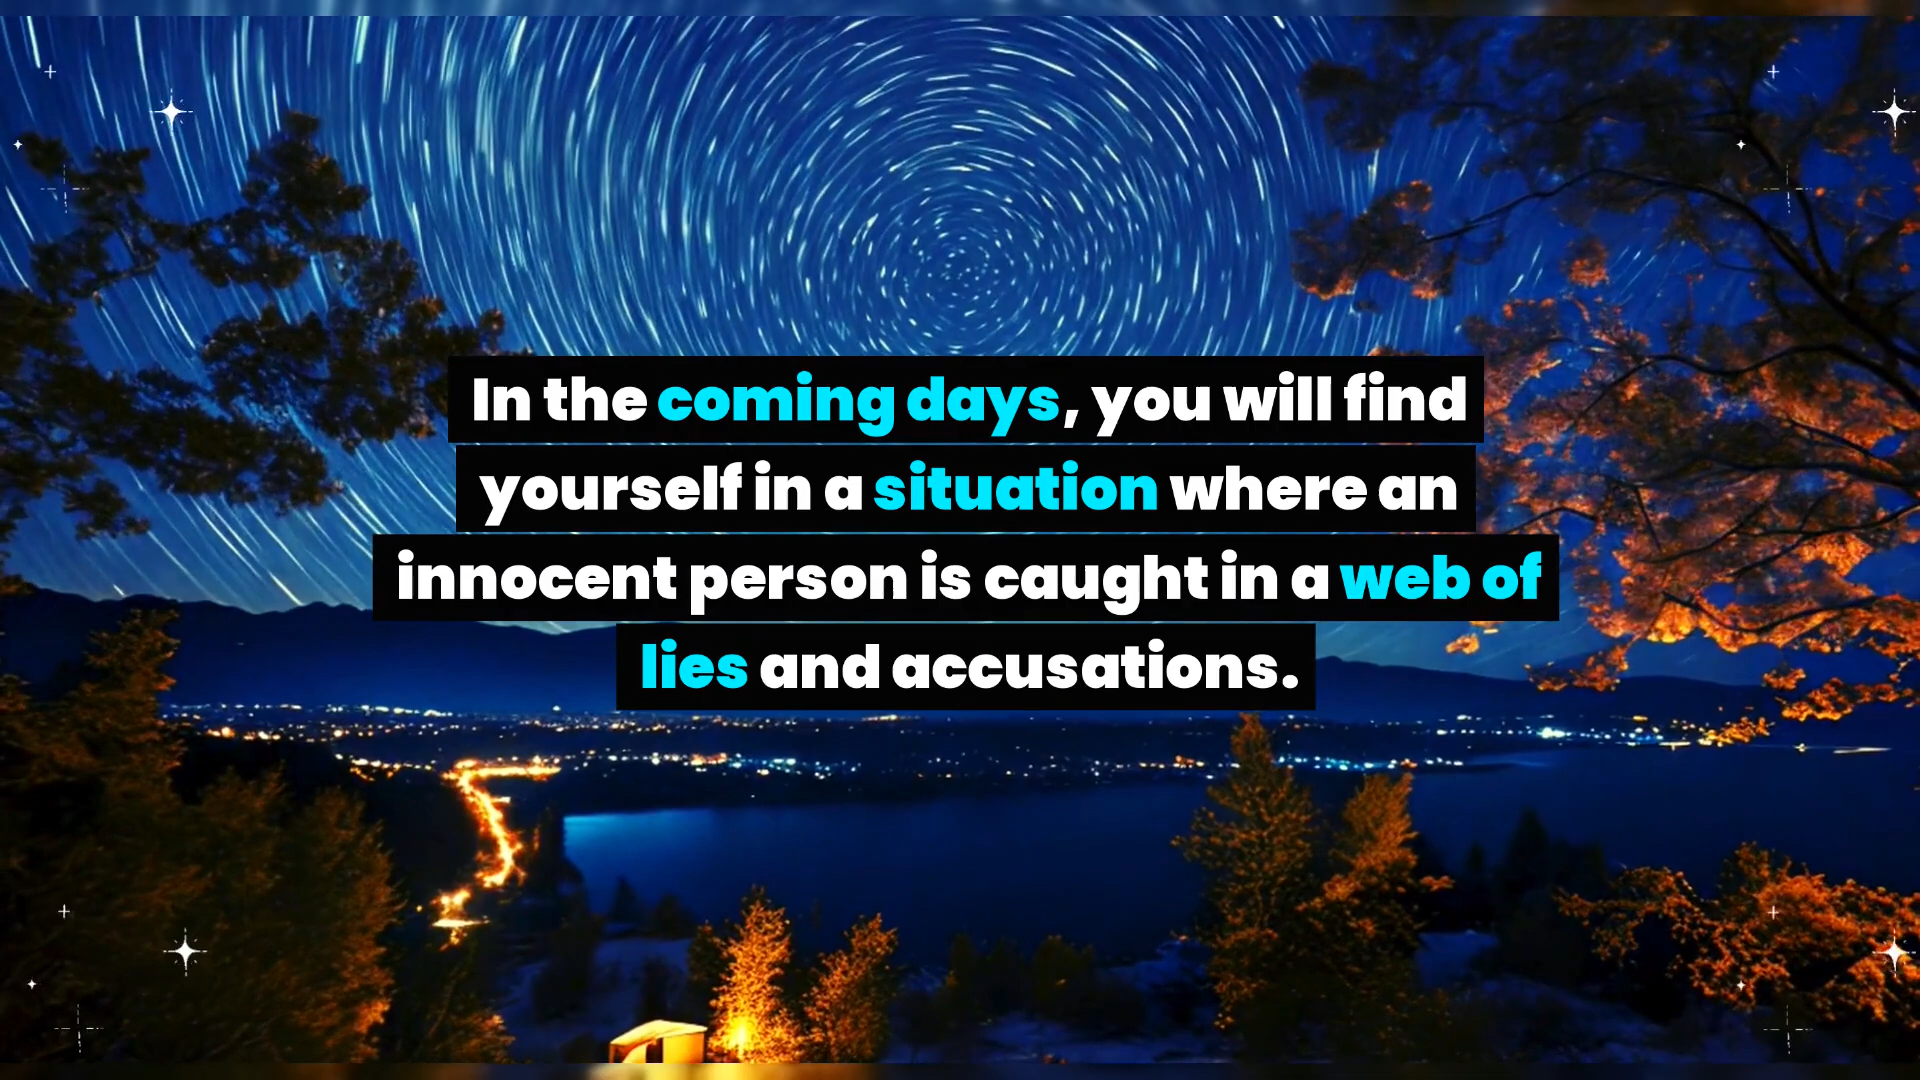 In the coming days, you will find
yourself in a situation where an
innocent person is caught in a web of
lies and accusations.